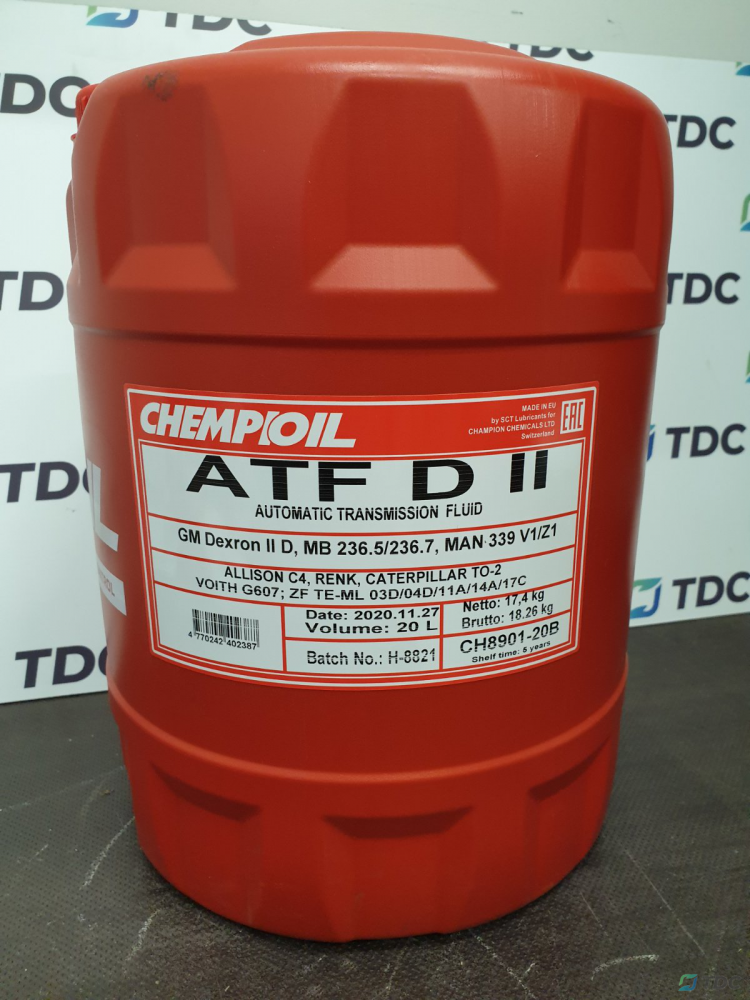 TDC
TDC
TDC
TDC
TDC
TDC
CHEMPIOIL
MADE IN EU
by SCT Lubricants for
CHAMPION CHEMICALS LTD
Switzerland
EAC
ATF D II
AUTOMATIC TRANSMISSION FLUID
GM Dexron II D, MB 236.5/236.7, MAN 339 V1/Z1
ALLISON C4, RENK, CATERPILLAR TO-2
VOITH G607; ZF TE-ML 03D/04D/11A/14A/17C
4 770242 402387
Date: 2020.11.27
Volume: 20 L
Batch No.: H-8821
Netto: 17,4 kg
Brutto: 18.26 kg
CH8901-20B
Shelf time: 5 years
IL
TDC
TDC
TDC
TDC